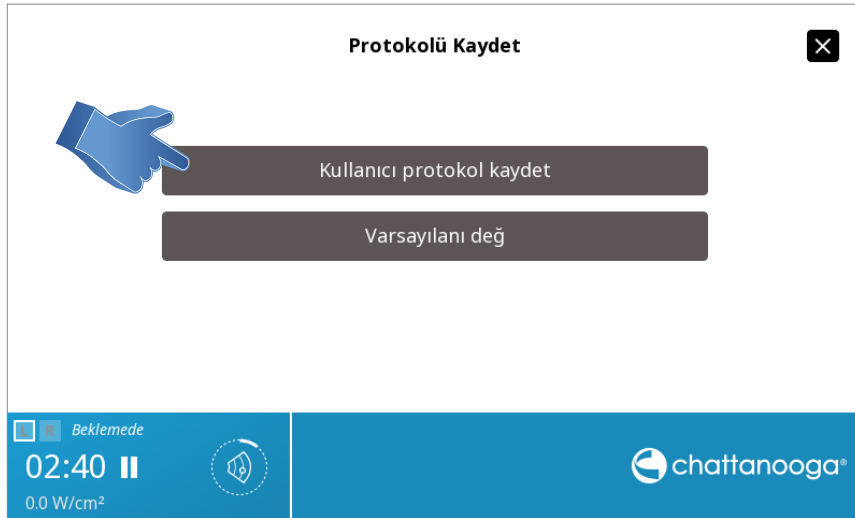 Protokolü Kaydet
Kullanıcı protokol kaydet
Varsayılanı değ
L R Beklemede
02:40
0.0 W/cm²
chattanooga®